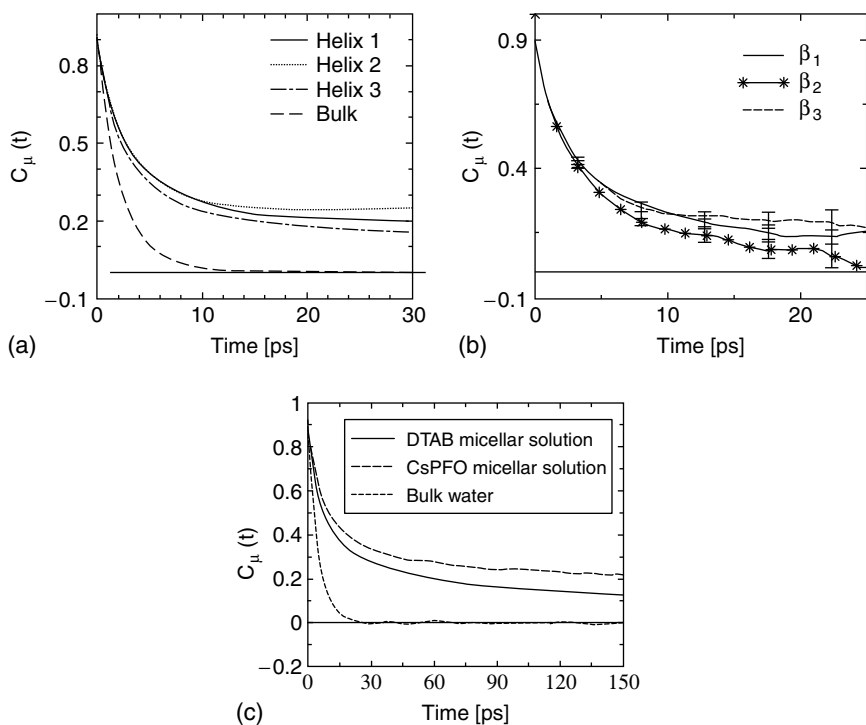 0.8
0.5
0.2
−0.1
C_μ (t)
Helix 1
Helix 2
Helix 3
Bulk
0
10
20
30
Time [ps]
(a)
0.9
0.4
−0.1
C_μ (t)
β₁
β₂
β₃
0
10
20
Time [ps]
(b)
1
0.8
0.6
0.4
0.2
0
−0.2
C_μ (t)
DTAB micellar solution
CsPFO micellar solution
Bulk water
0
30
60
90
120
150
Time [ps]
(c)